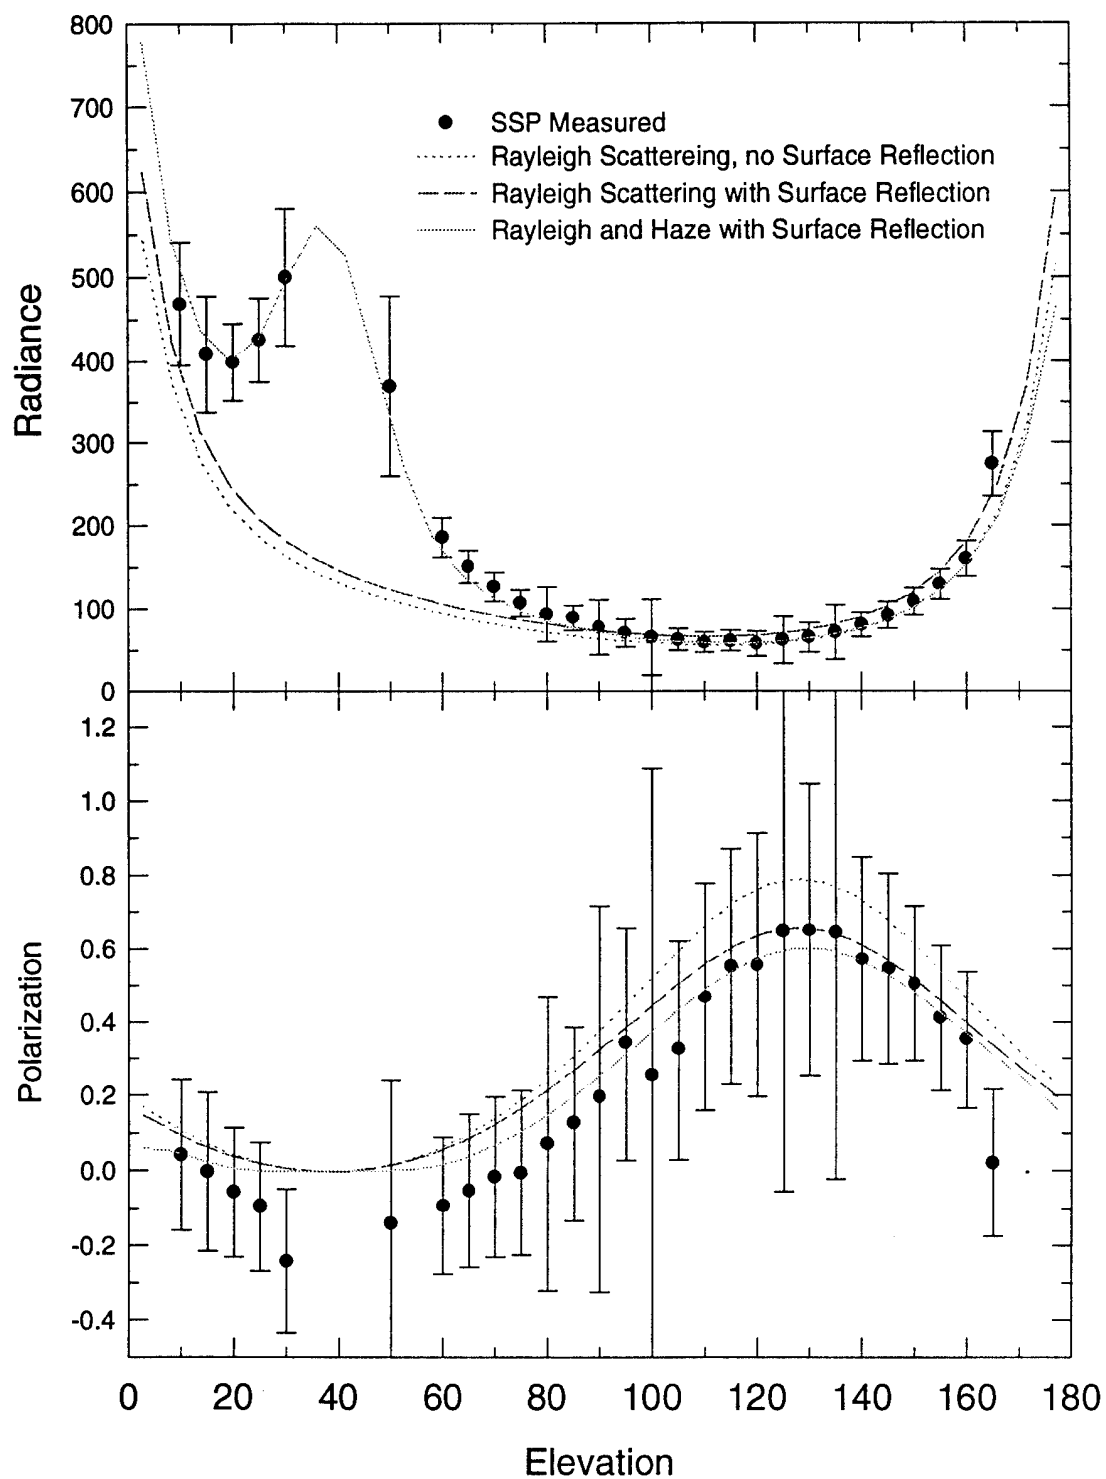 800
700
600
500
400
300
200
100
0
Radiance
SSP Measured
Rayleigh Scattereing, no Surface Reflection
Rayleigh Scattering with Surface Reflection
Rayleigh and Haze with Surface Reflection
1.2
1.0
0.8
0.6
0.4
0.2
0.0
-0.2
-0.4
Polarization
0 20 40 60 80 100 120 140 160 180
Elevation